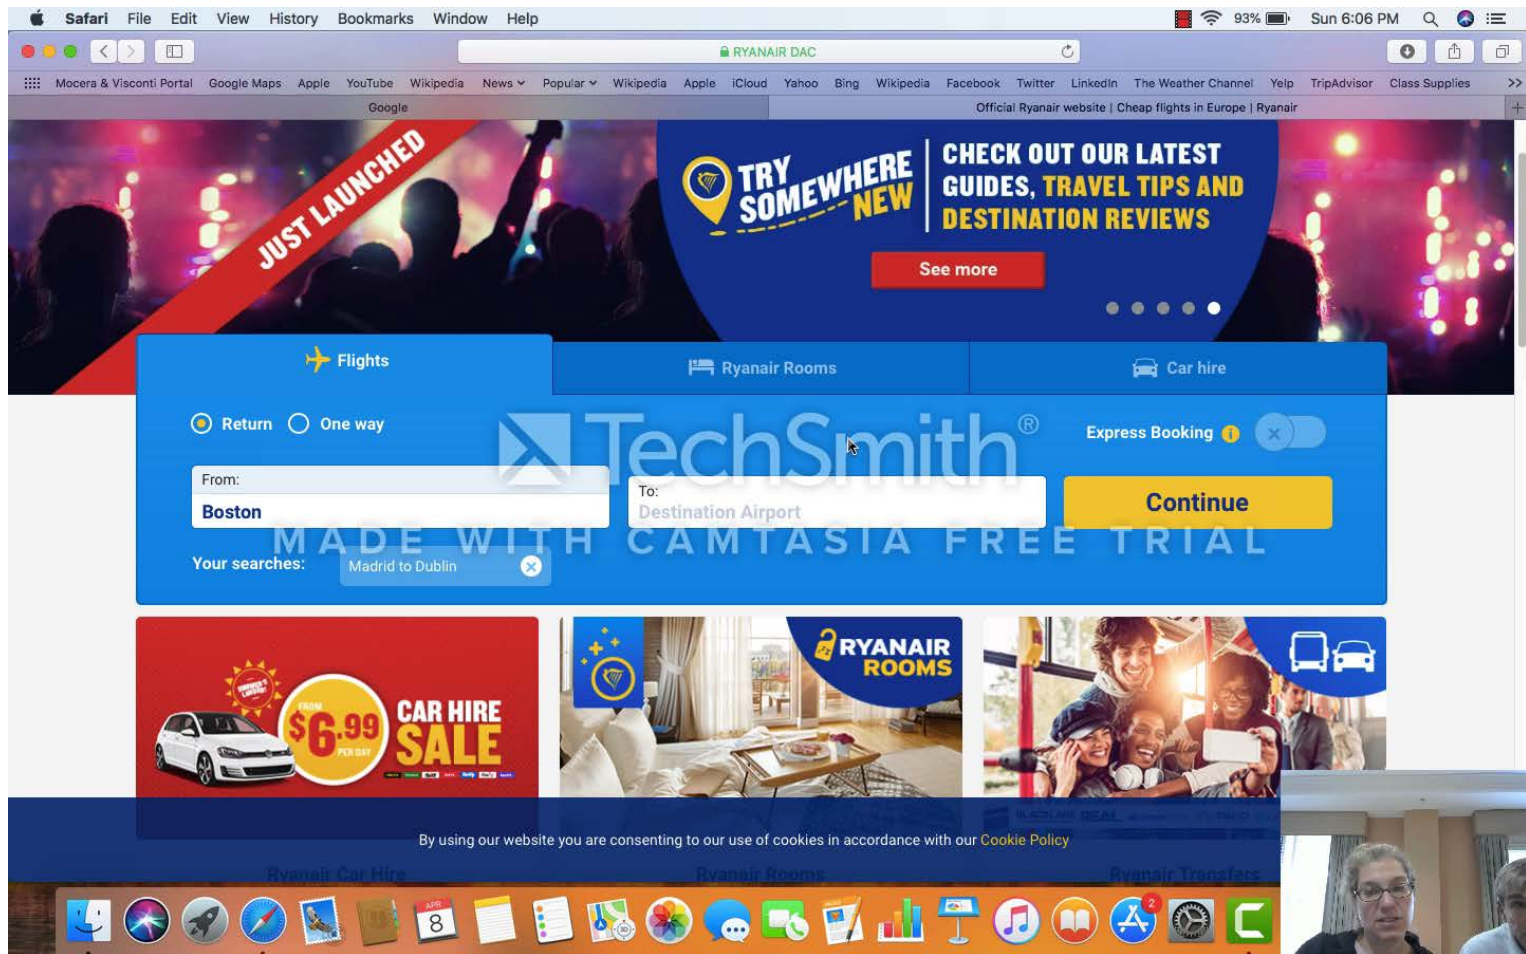 Safari File Edit View History Bookmarks Window Help 93% Sun 6:06 PM
RYANAIR DAC
Mocera & Visconti Portal Google Maps Apple YouTube Wikipedia News Popular Wikipedia Apple iCloud Yahoo Bing Wikipedia Facebook Twitter LinkedIn The Weather Channel Yelp TripAdvisor Class Supplies >>
Google Official Ryanair website | Cheap flights in Europe | Ryanair +
JUST LAUNCHED
TRY
SOMEWHERE
NEW
CHECK OUT OUR LATEST
GUIDES, TRAVEL TIPS AND
DESTINATION REVIEWS
See more
Flights Ryanair Rooms Car hire
Return One way Express Booking i
TechSmith®
From:
Boston
To:
Destination Airport
Continue
MADE WITH CAMTASIA FREE TRIAL
Your searches: Madrid to Dublin
FROM
$6.99
PER DAY
CAR HIRE
SALE
RYANAIR
ROOMS
By using our website you are consenting to our use of cookies in accordance with our Cookie Policy
Ryanair Car Hire Ryanair Rooms Ryanair Transfers
APR
8
2